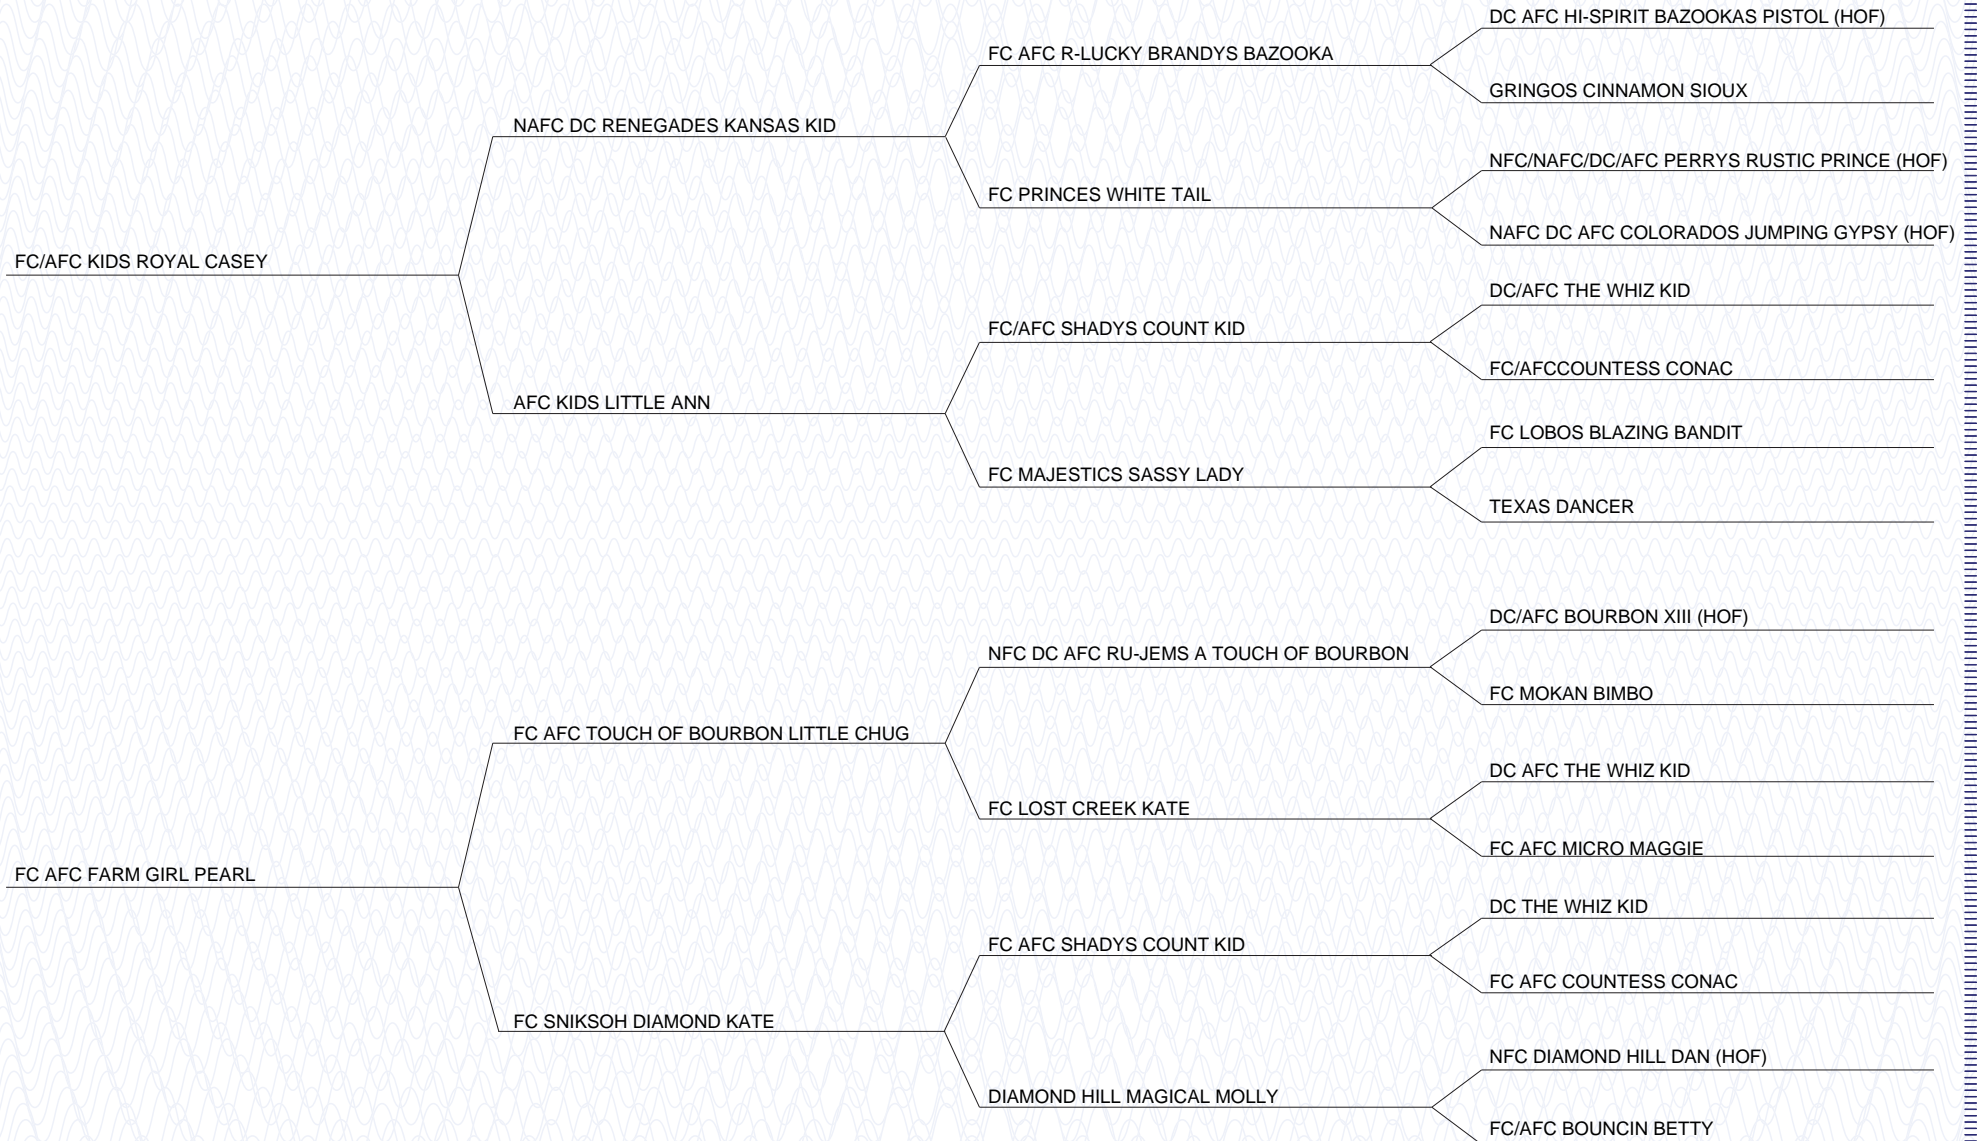 DC AFC HI-SPIRIT BAZOOKAS PISTOL (HOF)
FC AFC R-LUCKY BRANDYS BAZOOKA
GRINGOS CINNAMON SIOUX
NAFC DC RENEGADES KANSAS KID
NFC/NAFC/DC/AFC PERRYS RUSTIC PRINCE (HOF)
FC PRINCES WHITE TAIL
NAFC DC AFC COLORADOS JUMPING GYPSY (HOF)
FC/AFC KIDS ROYAL CASEY
DC/AFC THE WHIZ KID
FC/AFC SHADYS COUNT KID
FC/AFCCOUNTESS CONAC
AFC KIDS LITTLE ANN
FC LOBOS BLAZING BANDIT
FC MAJESTICS SASSY LADY
TEXAS DANCER
DC/AFC BOURBON XIII (HOF)
NFC DC AFC RU-JEMS A TOUCH OF BOURBON
FC MOKAN BIMBO
FC AFC TOUCH OF BOURBON LITTLE CHUG
DC AFC THE WHIZ KID
FC LOST CREEK KATE
FC AFC MICRO MAGGIE
FC AFC FARM GIRL PEARL
DC THE WHIZ KID
FC AFC SHADYS COUNT KID
FC AFC COUNTESS CONAC
FC SNIKSOH DIAMOND KATE
NFC DIAMOND HILL DAN (HOF)
DIAMOND HILL MAGICAL MOLLY
FC/AFC BOUNCIN BETTY